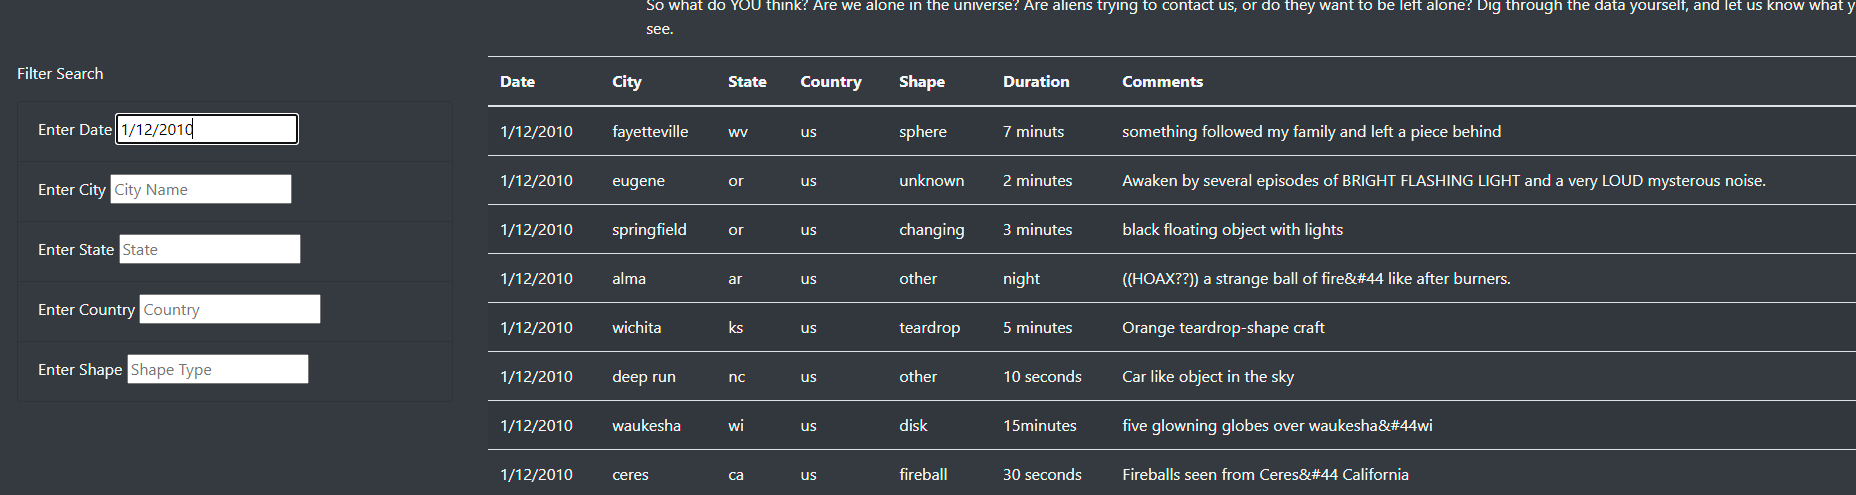 So what do YOU think? Are we alone in the universe? Are aliens trying to contact us, or do they want to be left alone? Dig through the data yourself, and let us know what
see.
Filter Search
Enter Date 1/12/2010
Enter City City Name
Enter State State
Enter Country Country
Enter Shape Shape Type
Date City State Country Shape Duration Comments
1/12/2010 fayetteville wv us sphere 7 minuts something followed my family and left a piece behind
1/12/2010 eugene or us unknown 2 minutes Awaken by several episodes of BRIGHT FLASHING LIGHT and a very LOUD mysterous noise.
1/12/2010 springfield or us changing 3 minutes black floating object with lights
1/12/2010 alma ar us other night ((HOAX??)) a strange ball of fire&#44 like after burners.
1/12/2010 wichita ks us teardrop 5 minutes Orange teardrop-shape craft
1/12/2010 deep run nc us other 10 seconds Car like object in the sky
1/12/2010 waukesha wi us disk 15minutes five glowning globes over waukesha&#44wi
1/12/2010 ceres ca us fireball 30 seconds Fireballs seen from Ceres&#44 California